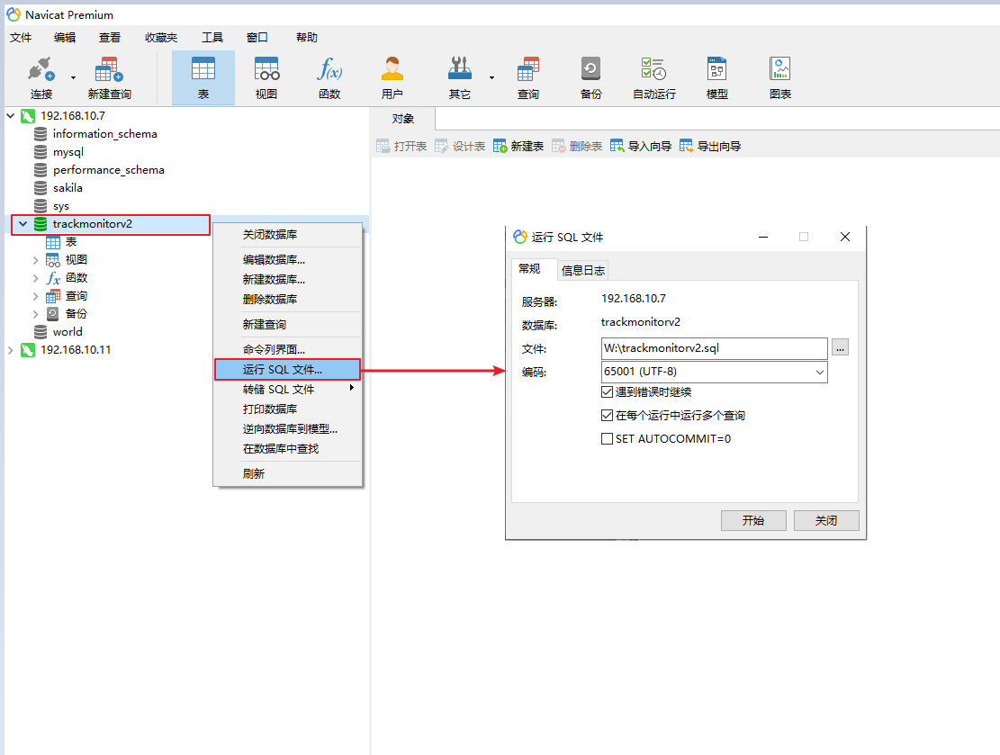 Navicat Premium
文件 编辑 查看 收藏夹 工具 窗口 帮助
连接 新建查询 表 视图 函数 用户 其它 查询 备份 自动运行 模型 图表
192.168.10.7
information_schema
mysql
performance_schema
sakila
sys
trackmonitorv2
表
视图
函数
查询
备份
world
192.168.10.11
对象
打开表 设计表 新建表 删除表 导入向导 导出向导
关闭数据库
编辑数据库...
新建数据库...
删除数据库
新建查询
命令列界面...
运行 SQL 文件...
转储 SQL 文件
打印数据库
逆向数据库到模型...
在数据库中查找
刷新
运行 SQL 文件
常规 信息日志
服务器: 192.168.10.7
数据库: trackmonitorv2
文件: W:\trackmonitorv2.sql ...
编码: 65001 (UTF-8)
遇到错误时继续
在每个运行中运行多个查询
SET AUTOCOMMIT=0
开始 关闭